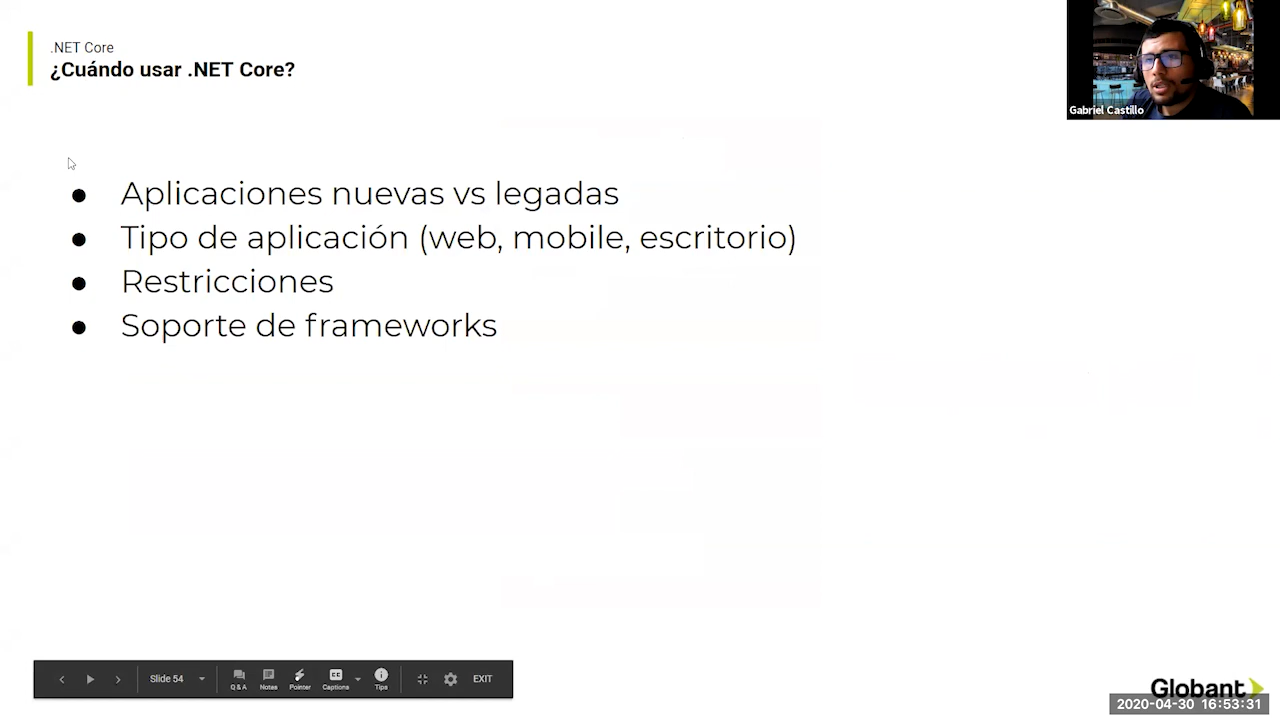 .NET Core
¿Cuándo usar .NET Core?
Gabriel Castillo
● Aplicaciones nuevas vs legadas
● Tipo de aplicación (web, mobile, escritorio)
● Restricciones
● Soporte de frameworks
Slide 54
Q & A
Notes
Pointer
CC
Captions
Tips
EXIT
Globant
2020-04-30 16:53:31